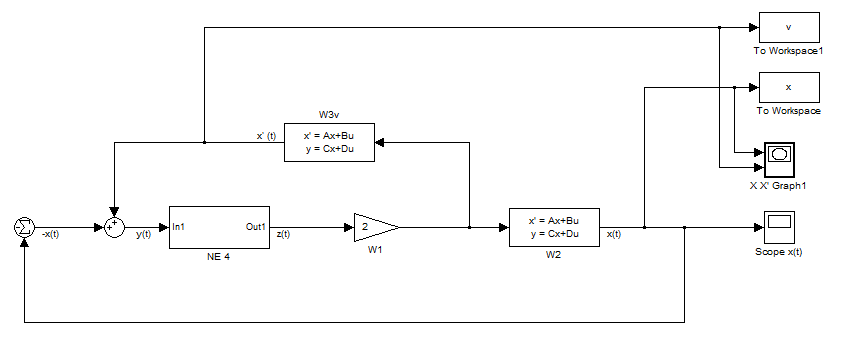 v
To Workspace1
x
To Workspace
W3v
x' (t)
x' = Ax+Bu
y = Cx+Du
X X' Graph1
-x(t)
y(t)
In1
Out1
NE 4
z(t)
2
W1
x' = Ax+Bu
y = Cx+Du
W2
x(t)
Scope x(t)